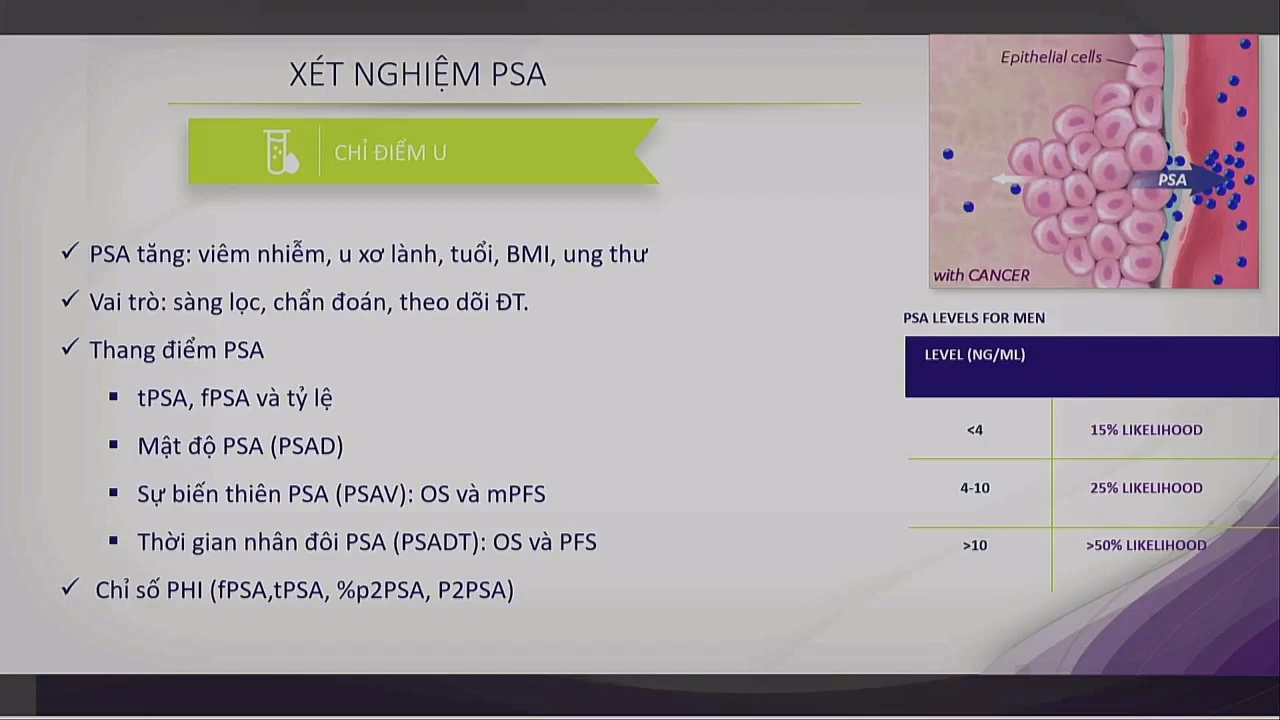 XÉT NGHIỆM PSA
CHỈ ĐIỂM U
PSA tăng: viêm nhiễm, u xơ lành, tuổi, BMI, ung thư
Vai trò: sàng lọc, chẩn đoán, theo dõi ĐT.
Thang điểm PSA
tPSA, fPSA và tỷ lệ
Mật độ PSA (PSAD)
Sự biến thiên PSA (PSAV): OS và mPFS
Thời gian nhân đôi PSA (PSADT): OS và PFS
Chỉ số PHI (fPSA,tPSA, %p2PSA, P2PSA)
Epithelial cells
PSA
with CANCER
PSA LEVELS FOR MEN
LEVEL (NG/ML)
<4 15% LIKELIHOOD
4-10 25% LIKELIHOOD
>10 >50% LIKELIHOOD